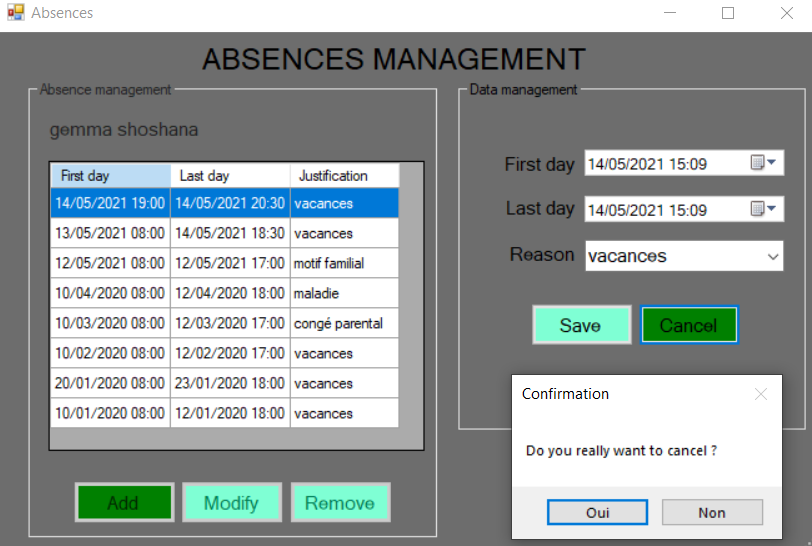 Absences
ABSENCES MANAGEMENT
Absence management
gemma shoshana
First day Last day Justification
14/05/2021 19:00 14/05/2021 20:30 vacances
13/05/2021 08:00 14/05/2021 18:30 vacances
12/05/2021 08:00 12/05/2021 17:00 motif familial
10/04/2020 08:00 12/04/2020 18:00 maladie
10/03/2020 08:00 12/03/2020 17:00 congé parental
10/02/2020 08:00 12/02/2020 17:00 vacances
20/01/2020 08:00 23/01/2020 18:00 vacances
10/01/2020 08:00 12/01/2020 18:00 vacances
Add Modify Remove
Data management
First day 14/05/2021 15:09
Last day 14/05/2021 15:09
Reason vacances
Save Cancel
Confirmation
Do you really want to cancel ?
Oui Non